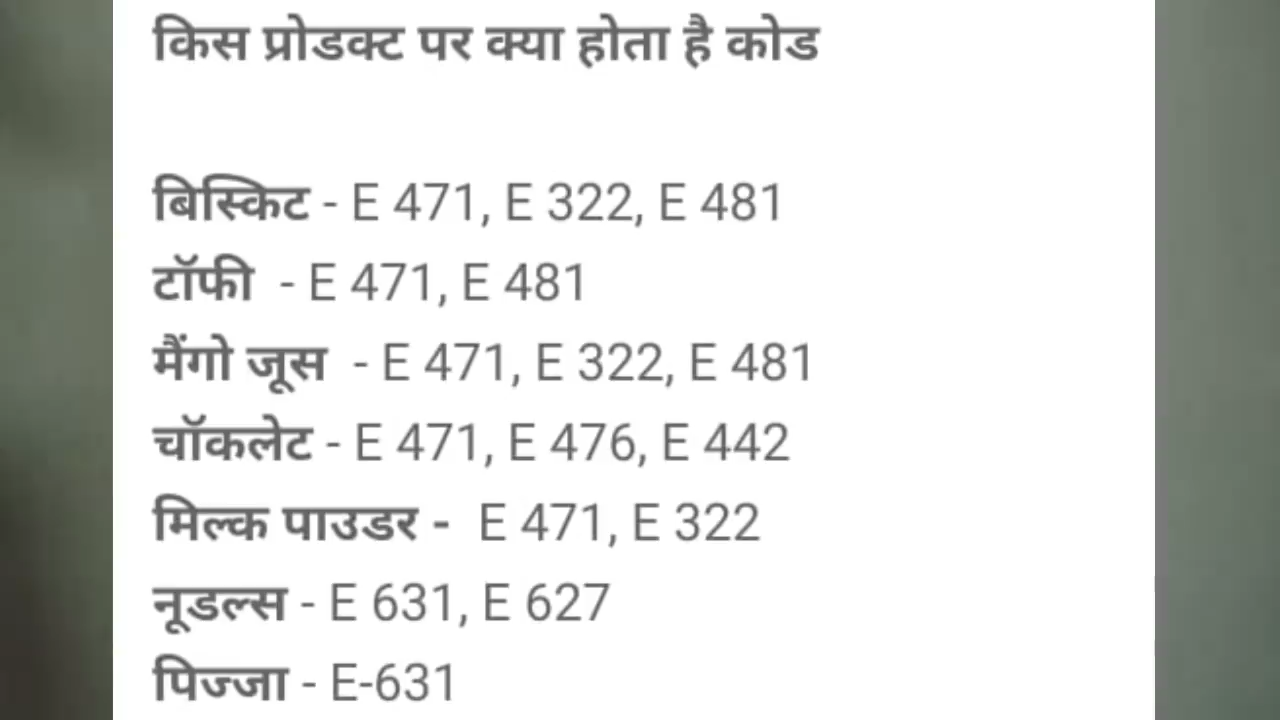 किस प्रोडक्ट पर क्या होता है कोड
बिस्किट - E 471, E 322, E 481
टॉफी - E 471, E 481
मैंगो जूस - E 471, E 322, E 481
चॉकलेट - E 471, E 476, E 442
मिल्क पाउडर - E 471, E 322
नूडल्स - E 631, E 627
पिज्जा - E-631